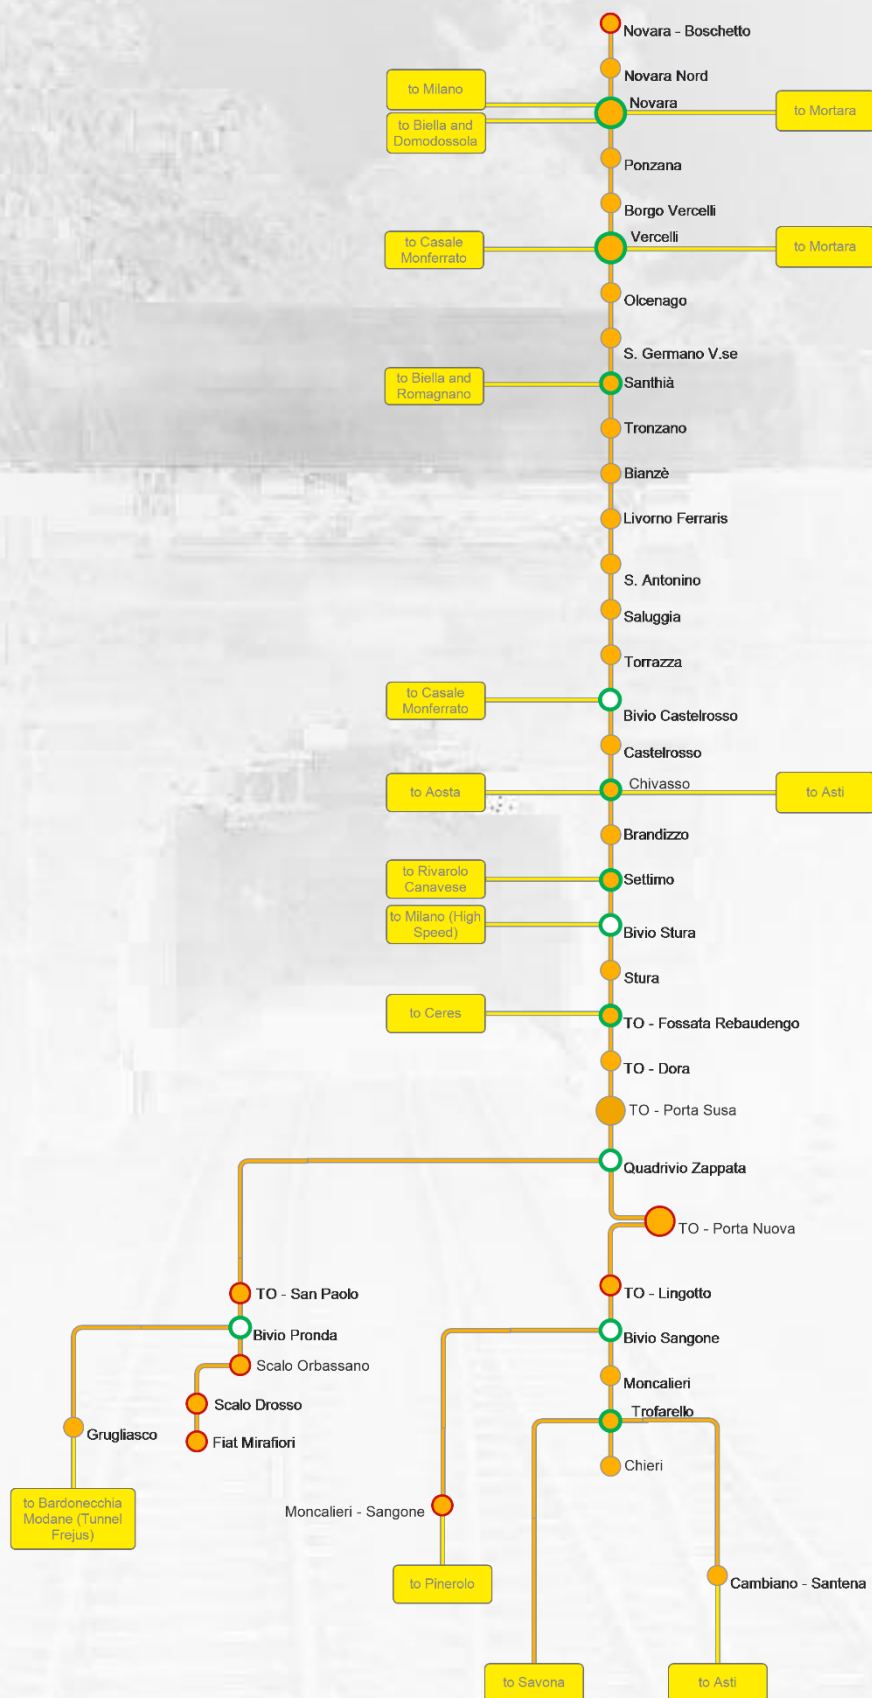 Novara - Boschetto
Novara Nord
to Milano
Novara
to Mortara
to Biella and
Domodossola
Ponzana
Borgo Vercelli
Vercelli
to Casale
Monferrato
to Mortara
Olcenago
S. Germano V.se
to Biella and
Romagnano
Santhià
Tronzano
Bianzè
Livorno Ferraris
S. Antonino
Saluggia
Torrazza
to Casale
Monferrato
Bivio Castelrosso
Castelrosso
Chivasso
to Aosta
to Asti
Brandizzo
to Rivarolo
Canavese
Settimo
to Milano (High
Speed)
Bivio Stura
Stura
to Ceres
TO - Fossata Rebaudengo
TO - Dora
TO - Porta Susa
Quadrivio Zappata
TO - Porta Nuova
TO - San Paolo
TO - Lingotto
Bivio Pronda
Bivio Sangone
Scalo Orbassano
Moncalieri
Scalo Drosso
Trofarello
Grugliasco
Fiat Mirafiori
Chieri
to Bardonecchia
Modane (Tunnel
Frejus)
Moncalieri - Sangone
to Pinerolo
Cambiano - Santena
to Savona
to Asti